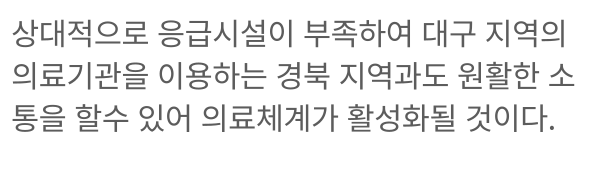 상대적으로 응급시설이 부족하여 대구 지역의
의료기관을 이용하는 경북 지역과도 원활한 소
통을 할수 있어 의료체계가 활성화될 것이다.